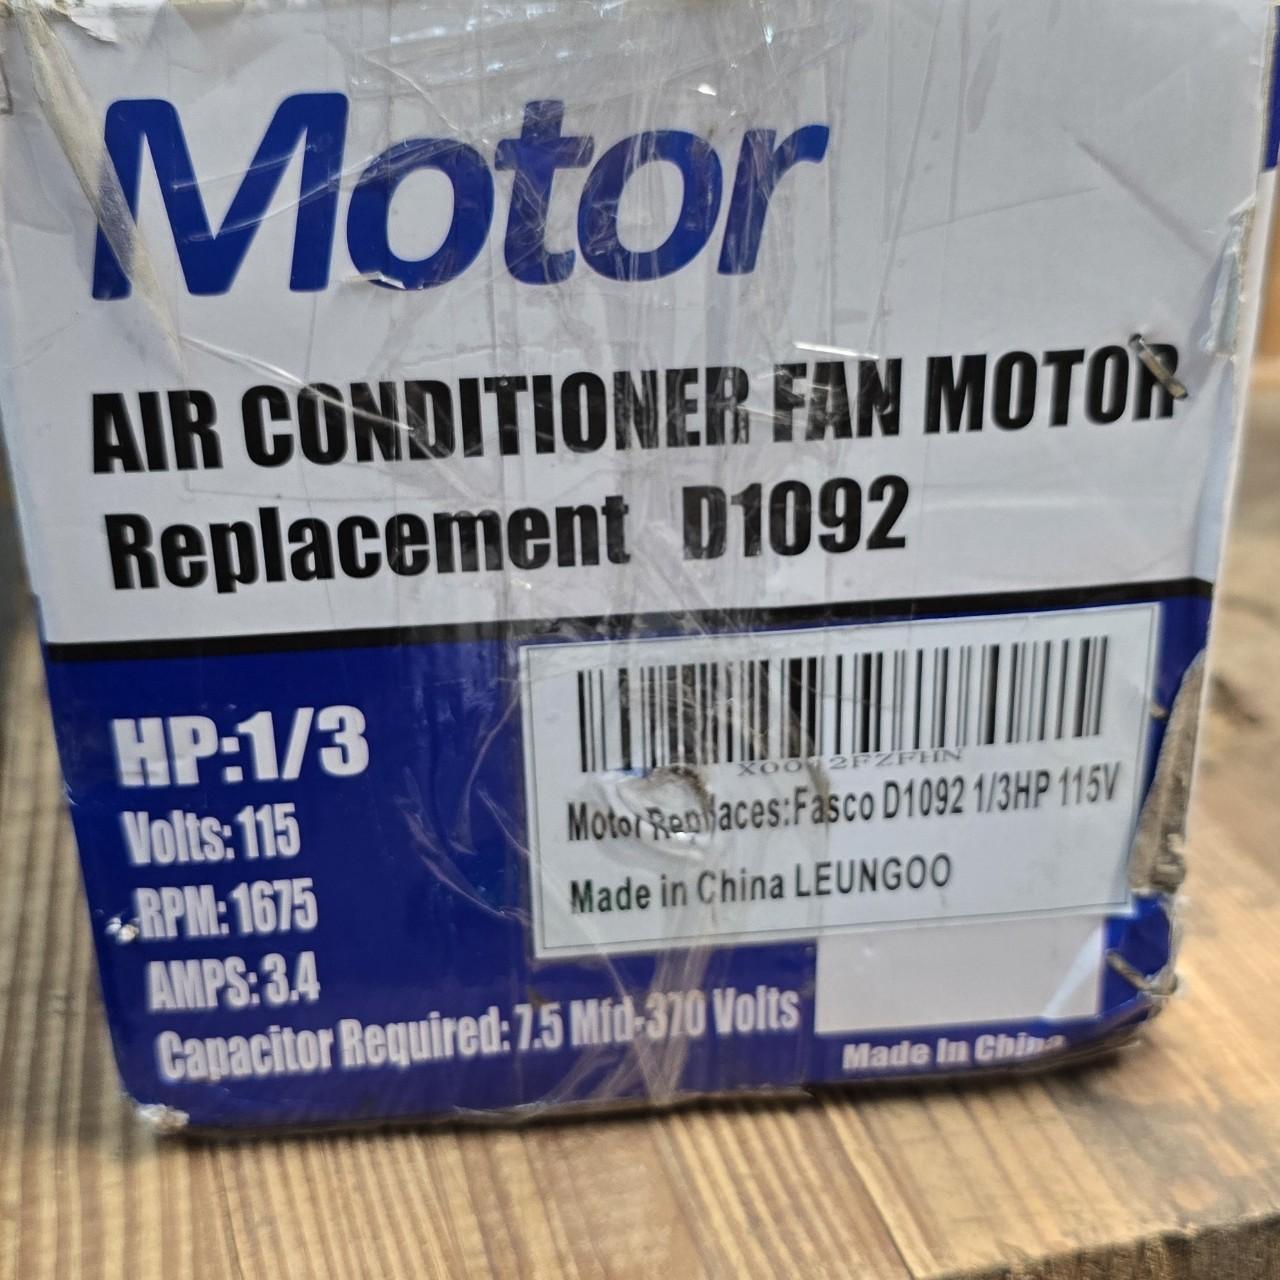 Motor
AIR CONDITIONER FAN MOTOR
Replacement D1092
HP:1/3
Volts: 115
RPM: 1675
AMPS: 3.4
Capacitor Required: 7.5 Mfd-370 Volts
Motor Replaces:Fasco D1092 1/3HP 115V
Made in China LEUNGOO
Made In China